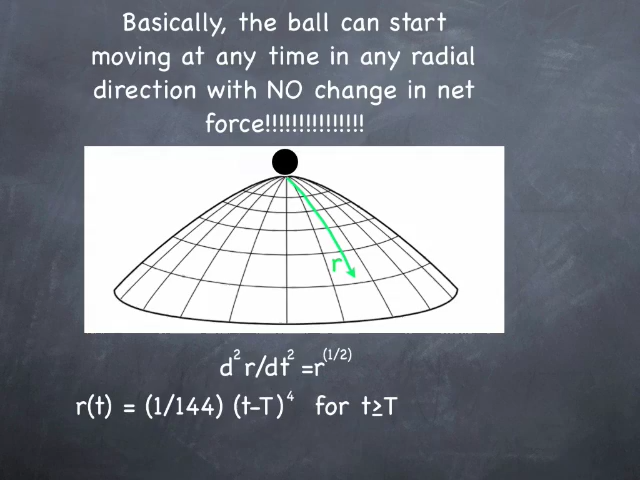 Basically, the ball can start
moving at any time in any radial
direction with NO change in net
force!!!!!!!!!!!!!!!
r
d²r/dt²=r^(1/2)
r(t) = (1/144) (t-T)⁴ for t≥T